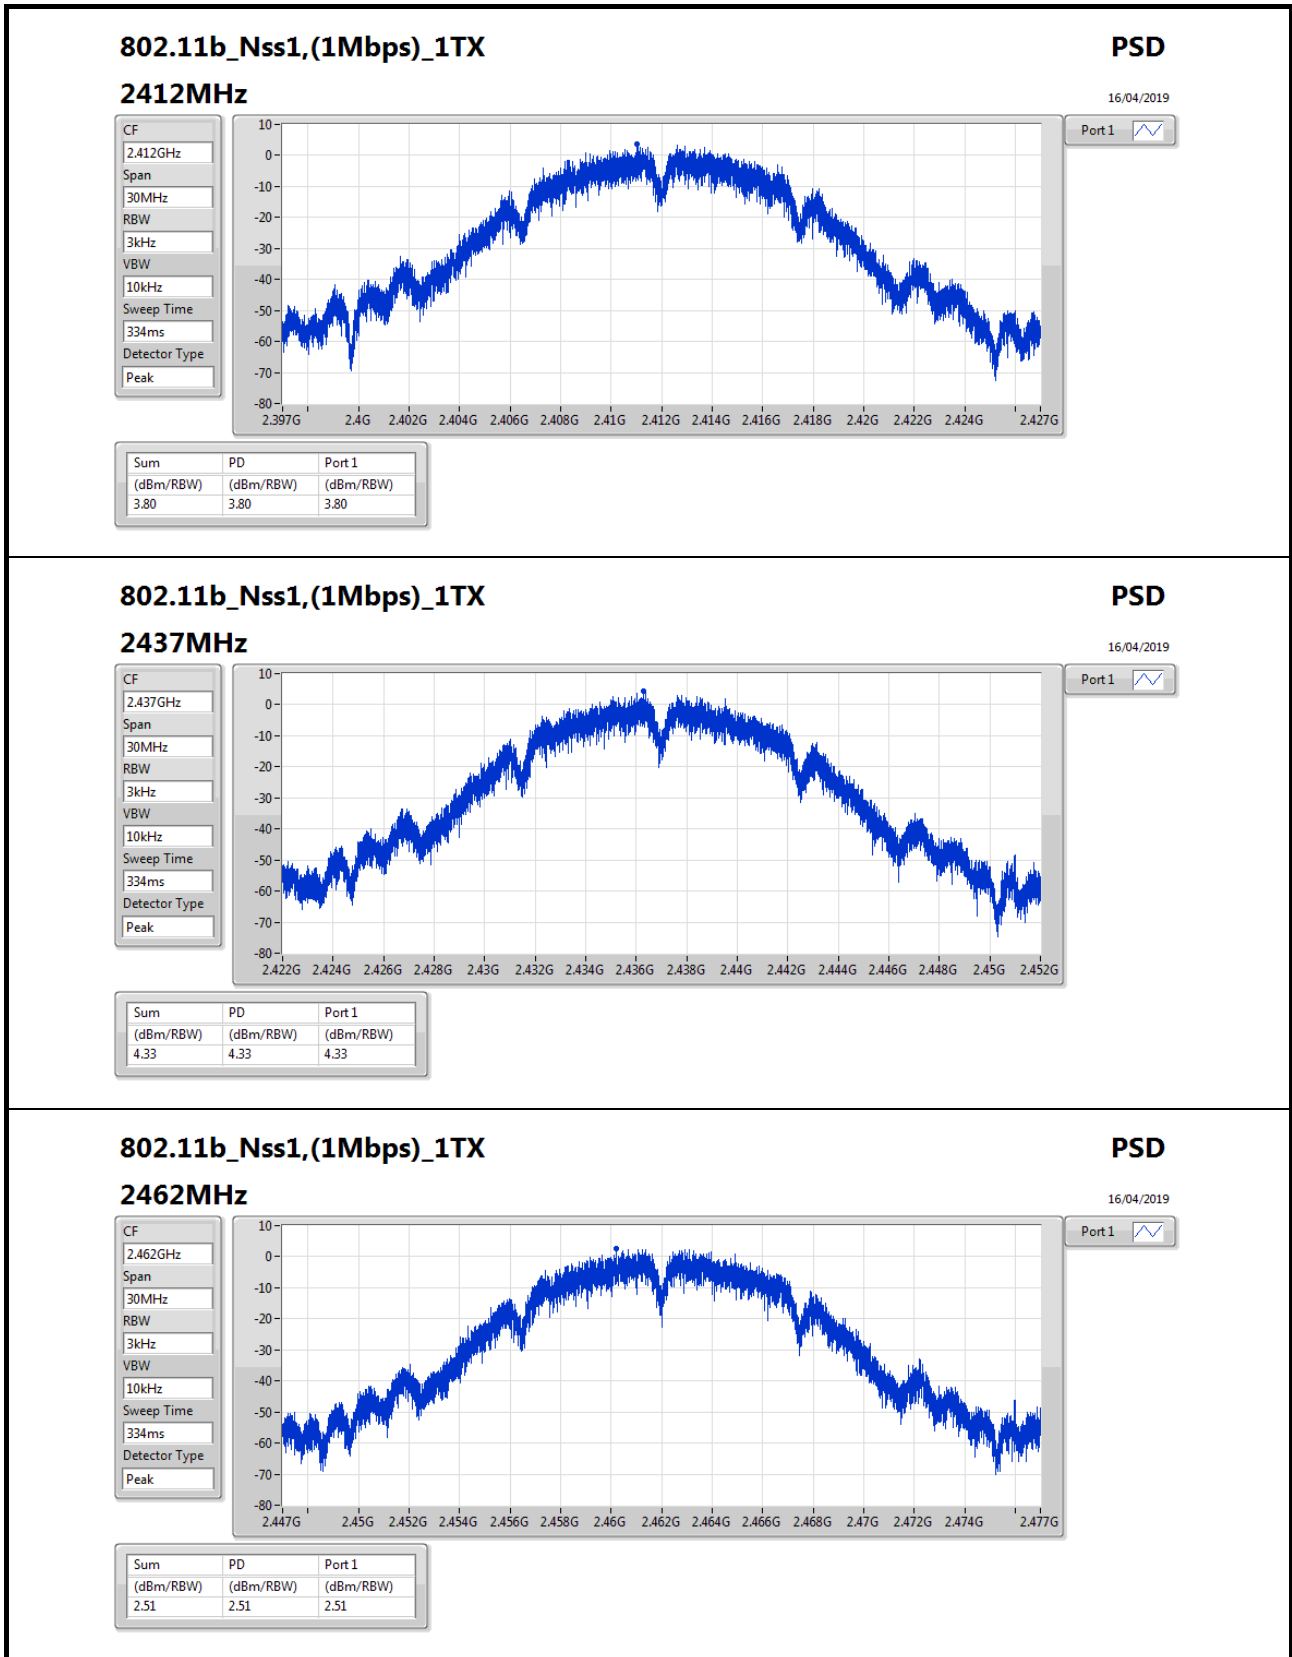 802.11b_Nss1,(1Mbps)_1TX PSD
2412MHz 16/04/2019
CF
2.412GHz
Span
30MHz
RBW
3kHz
VBW
10kHz
Sweep Time
334ms
Detector Type
Peak
10
0
-10
-20
-30
-40
-50
-60
-70
-80
2.397G 2.4G 2.402G 2.404G 2.406G 2.408G 2.41G 2.412G 2.414G 2.416G 2.418G 2.42G 2.422G 2.424G 2.427G
Port 1
Sum PD Port 1
(dBm/RBW) (dBm/RBW) (dBm/RBW)
3.80 3.80 3.80
802.11b_Nss1,(1Mbps)_1TX PSD
2437MHz 16/04/2019
CF
2.437GHz
Span
30MHz
RBW
3kHz
VBW
10kHz
Sweep Time
334ms
Detector Type
Peak
10
0
-10
-20
-30
-40
-50
-60
-70
-80
2.422G 2.424G 2.426G 2.428G 2.43G 2.432G 2.434G 2.436G 2.438G 2.44G 2.442G 2.444G 2.446G 2.448G 2.45G 2.452G
Port 1
Sum PD Port 1
(dBm/RBW) (dBm/RBW) (dBm/RBW)
4.33 4.33 4.33
802.11b_Nss1,(1Mbps)_1TX PSD
2462MHz 16/04/2019
CF
2.462GHz
Span
30MHz
RBW
3kHz
VBW
10kHz
Sweep Time
334ms
Detector Type
Peak
10
0
-10
-20
-30
-40
-50
-60
-70
-80
2.447G 2.45G 2.452G 2.454G 2.456G 2.458G 2.46G 2.462G 2.464G 2.466G 2.468G 2.47G 2.472G 2.474G 2.477G
Port 1
Sum PD Port 1
(dBm/RBW) (dBm/RBW) (dBm/RBW)
2.51 2.51 2.51